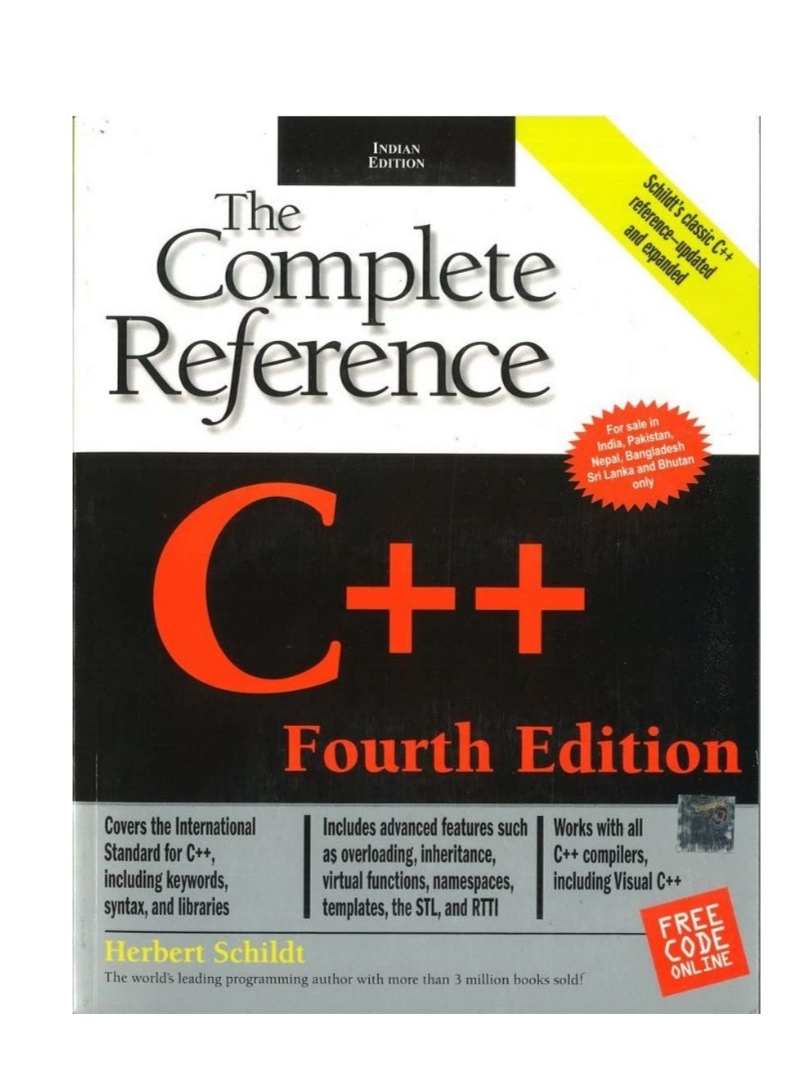 INDIAN
EDITION
The
Complete
Reference
Schildt's classic C++
reference—updated
and expanded
For sale in
India, Pakistan,
Nepal, Bangladesh
Sri Lanka and Bhutan
only
C++
Fourth Edition
Covers the International
Standard for C++,
including keywords,
syntax, and libraries
Includes advanced features such
as overloading, inheritance,
virtual functions, namespaces,
templates, the STL, and RTTI
Works with all
C++ compilers,
including Visual C++
FREE
CODE
ONLINE
Herbert Schildt
The world's leading programming author with more than 3 million books sold!